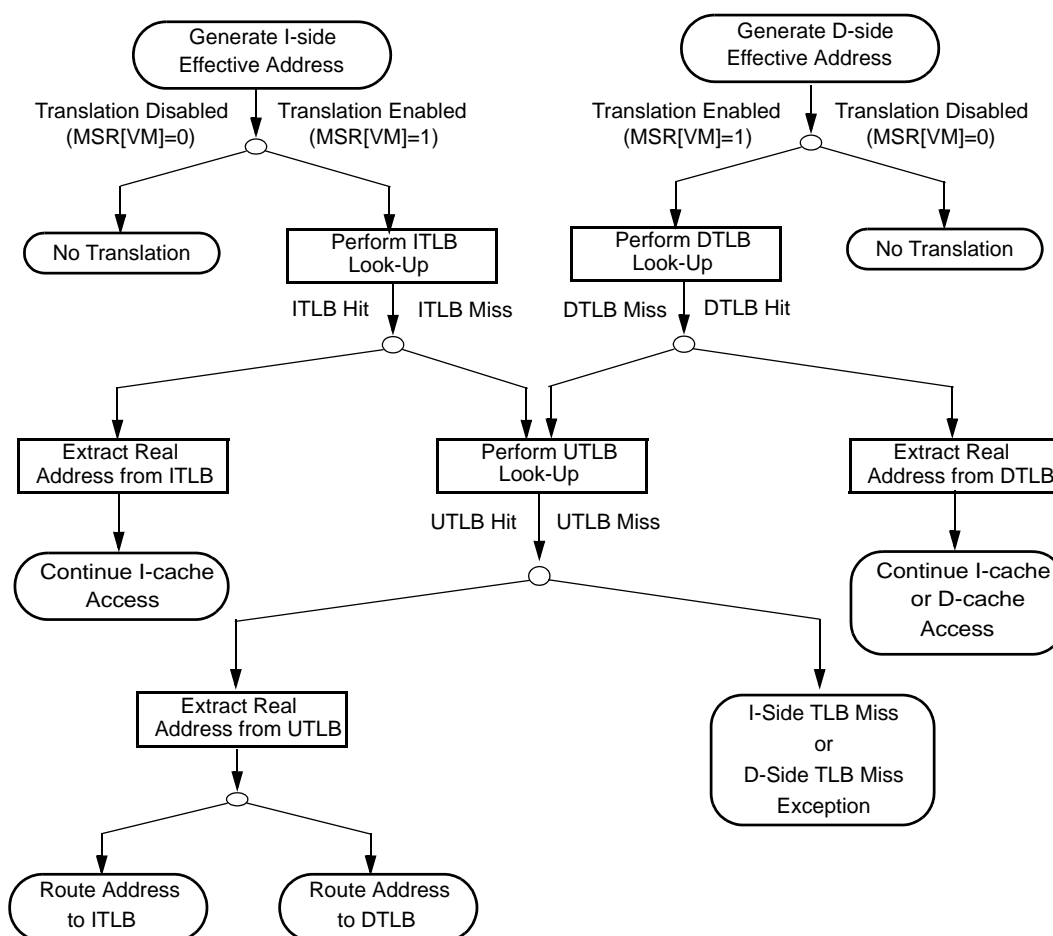 Generate I-side
Effective Address
Generate D-side
Effective Address
Translation Disabled
(MSR[VM]=0)
Translation Enabled
(MSR[VM]=1)
Translation Enabled
(MSR[VM]=1)
Translation Disabled
(MSR[VM]=0)
No Translation
Perform ITLB
Look-Up
Perform DTLB
Look-Up
No Translation
ITLB Hit
ITLB Miss
DTLB Miss
DTLB Hit
Extract Real
Address from ITLB
Perform UTLB
Look-Up
Extract Real
Address from DTLB
UTLB Hit
UTLB Miss
Continue I-cache
Access
Continue I-cache
or D-cache
Access
Extract Real
Address from UTLB
I-Side TLB Miss
or
D-Side TLB Miss
Exception
Route Address
to ITLB
Route Address
to DTLB